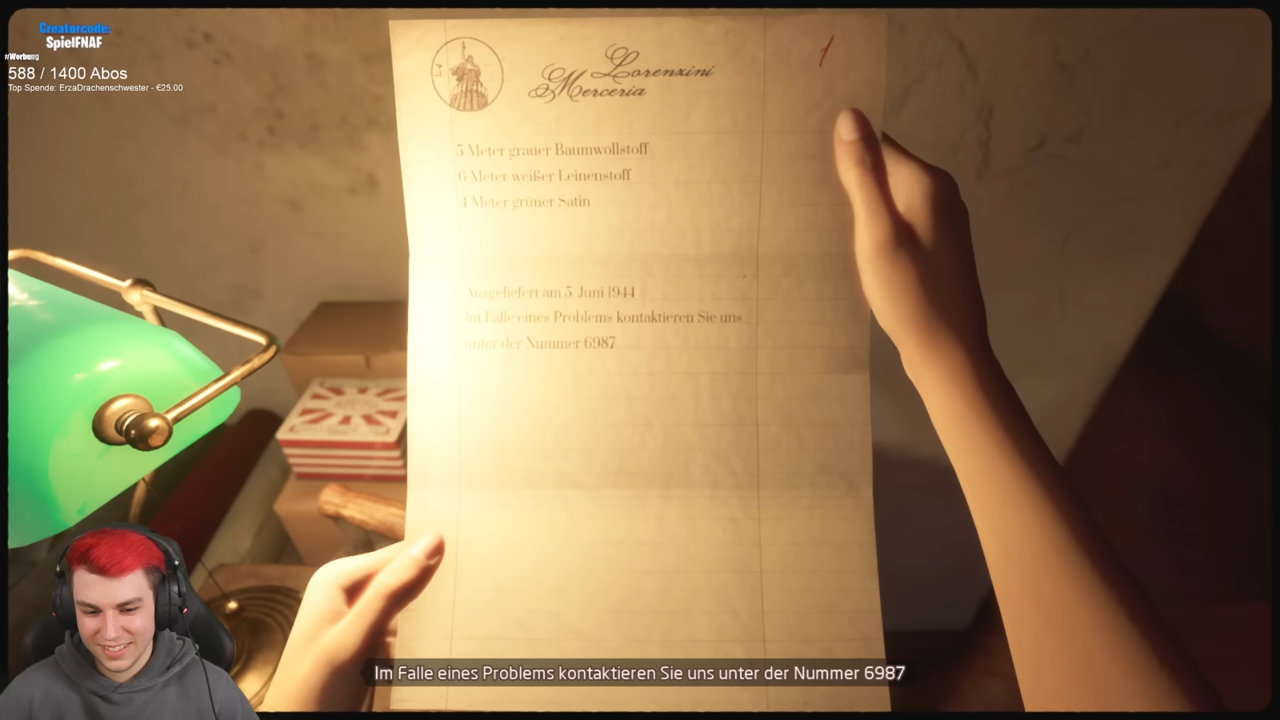 Creatorcode:
SpielFNAF
#Werbung
588 / 1400 Abos
Top Spende: ErzaDrachenschwester - €25.00
Lorenzini
Merceria
1
5 Meter grauer Baumwollstoff
6 Meter weißer Leinenstoff
4 Meter grüner Satin
Ausgeliefert am 5. Juni 1944
Im Falle eines Problems kontaktieren Sie uns
unter der Nummer 6987
Im Falle eines Problems kontaktieren Sie uns unter der Nummer 6987